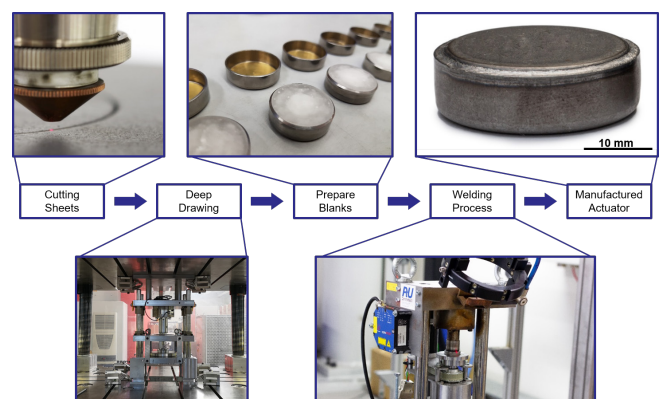 10 mm
Cutting
Sheets
Deep
Drawing
Prepare
Blanks
Welding
Process
Manufactured
Actuator